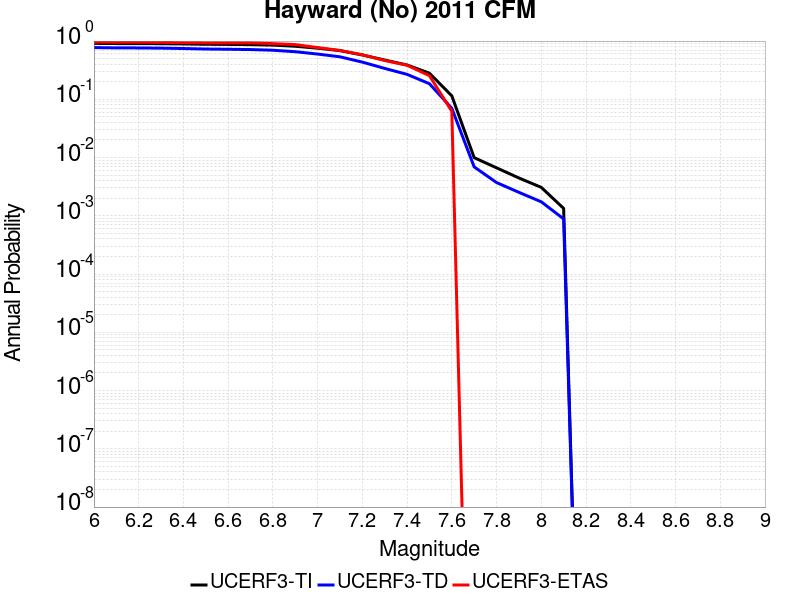 Hayward (No) 2011 CFM
10^0
10^-1
10^-2
10^-3
10^-4
10^-5
10^-6
10^-7
10^-8
Annual Probability
6 6.2 6.4 6.6 6.8 7 7.2 7.4 7.6 7.8 8 8.2 8.4 8.6 8.8 9
Magnitude
UCERF3-TI UCERF3-TD UCERF3-ETAS